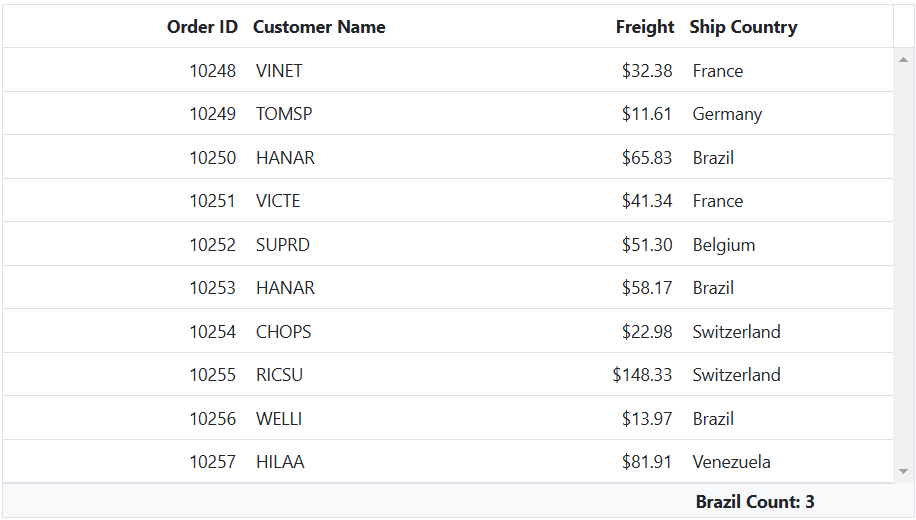 Order ID Customer Name Freight Ship Country
10248 VINET $32.38 France
10249 TOMSP $11.61 Germany
10250 HANAR $65.83 Brazil
10251 VICTE $41.34 France
10252 SUPRD $51.30 Belgium
10253 HANAR $58.17 Brazil
10254 CHOPS $22.98 Switzerland
10255 RICSU $148.33 Switzerland
10256 WELLI $13.97 Brazil
10257 HILAA $81.91 Venezuela
Brazil Count: 3